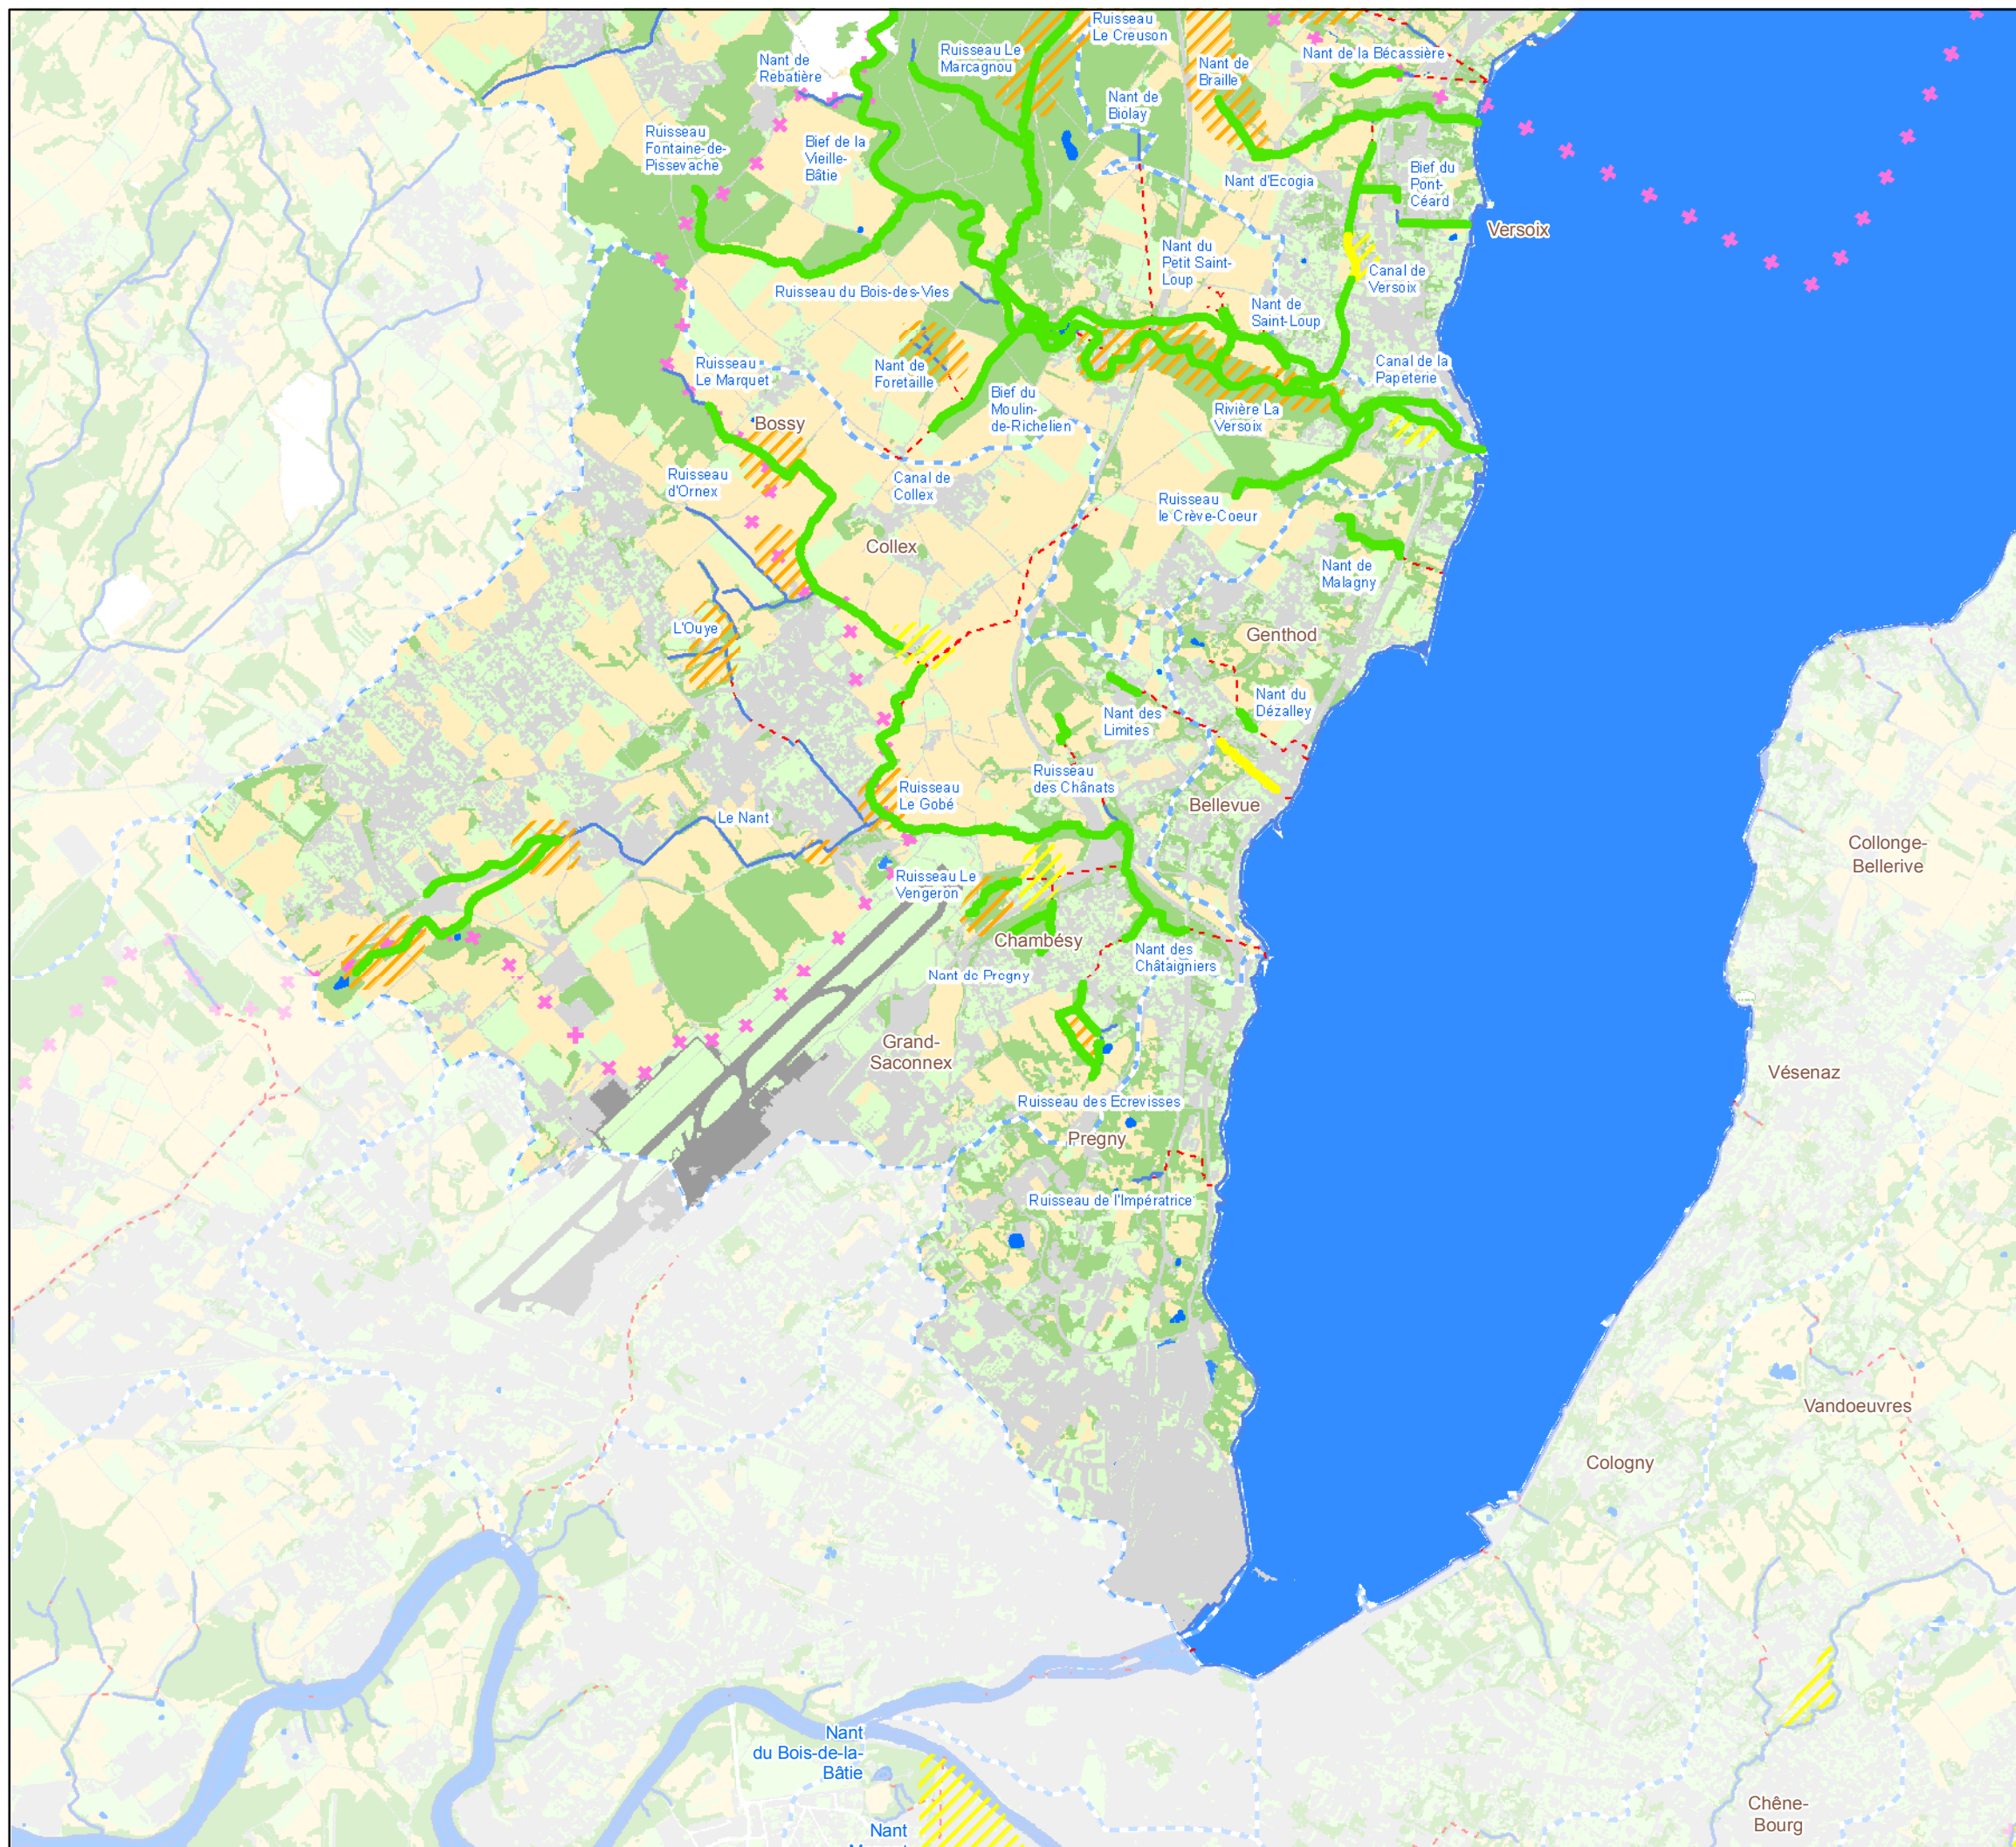 Ruisseau
Le Creuson
Ruisseau Le
Marcagnou
Nant de
Rebatière
Nant de
Braille
Nant de la Bécassière
Nant de
Biolay
Ruisseau
Fontaine-de-
Pissevache
Bief de la
Vieille-
Bâtie
Nant d'Ecogia
Bief du
Pont-
Céard
Versoix
Nant du
Petit Saint-
Loup
Canal de
Versoix
Ruisseau du Bois-des-Vies
Nant de
Saint-Loup
Ruisseau
Le Marquet
Nant de
Foretaille
Canal de la
Papeterie
Bief du
Moulin-
de-Richelien
Rivière La
Versoix
Bossy
Ruisseau
d'Ornex
Canal de
Collex
Ruisseau
le Crève-Coeur
Collex
Nant de
Malagny
L'Ouye
Genthod
Nant des
Limites
Nant du
Dézalley
Ruisseau
Le Gobé
Ruisseau
des Chânats
Bellevue
Le Nant
Collonge-
Bellerive
Ruisseau Le
Vengeron
Chambésy
Nant des
Châtaigniers
Nant de Pregny
Grand-
Saconnex
Vésenaz
Ruisseau des Ecrevisses
Pregny
Ruisseau de l'Impératrice
Vandoeuvres
Cologny
Nant
du Bois-de-la-
Bâtie
Chêne-
Bourg
Nant